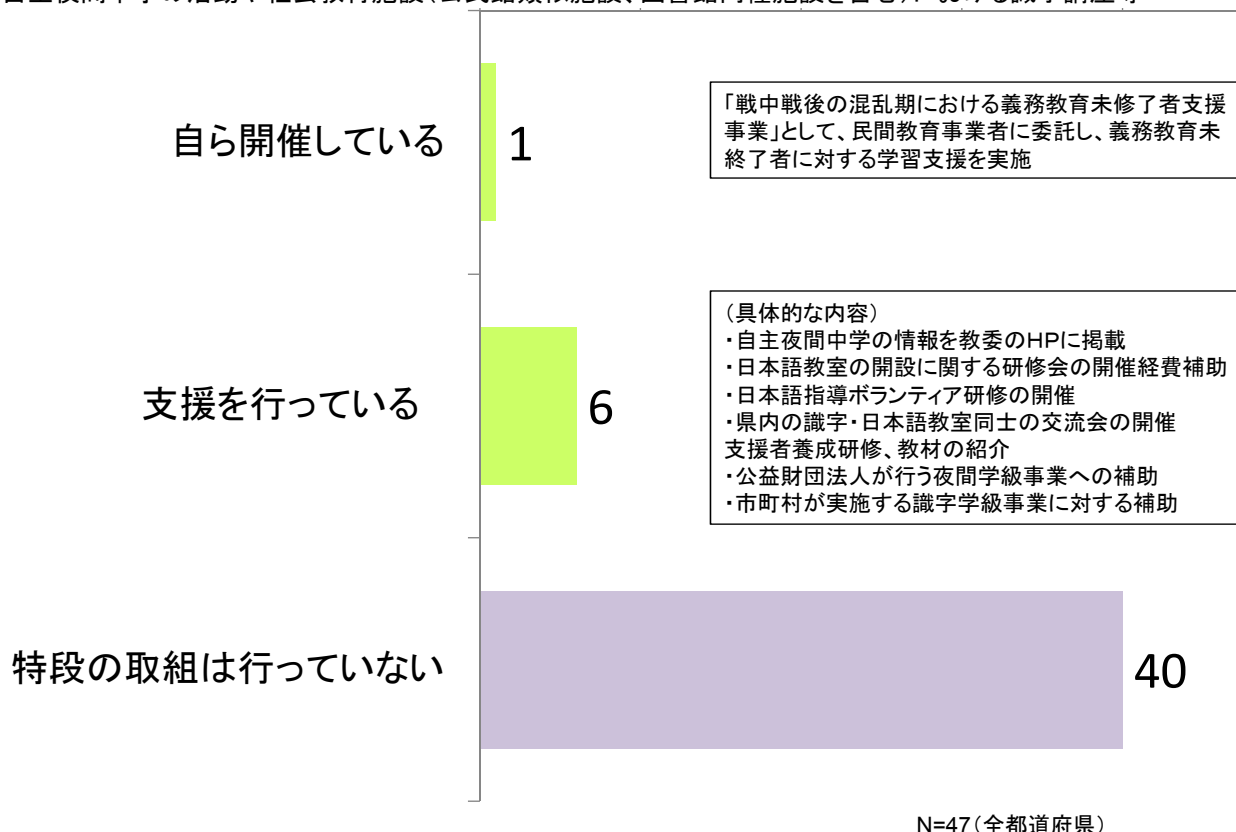 自ら開催している
1
「戦中戦後の混乱期における義務教育未修了者支援
事業」として、民間教育事業者に委託し、義務教育未
終了者に対する学習支援を実施
支援を行っている
6
(具体的な内容)
・自主夜間中学の情報を教委のHPに掲載
・日本語教室の開設に関する研修会の開催経費補助
・日本語指導ボランティア研修の開催
・県内の識字・日本語教室同士の交流会の開催
支援者養成研修、教材の紹介
・公益財団法人が行う夜間学級事業への補助
・市町村が実施する識字学級事業に対する補助
特段の取組は行っていない
40
N=47(全都道府県)